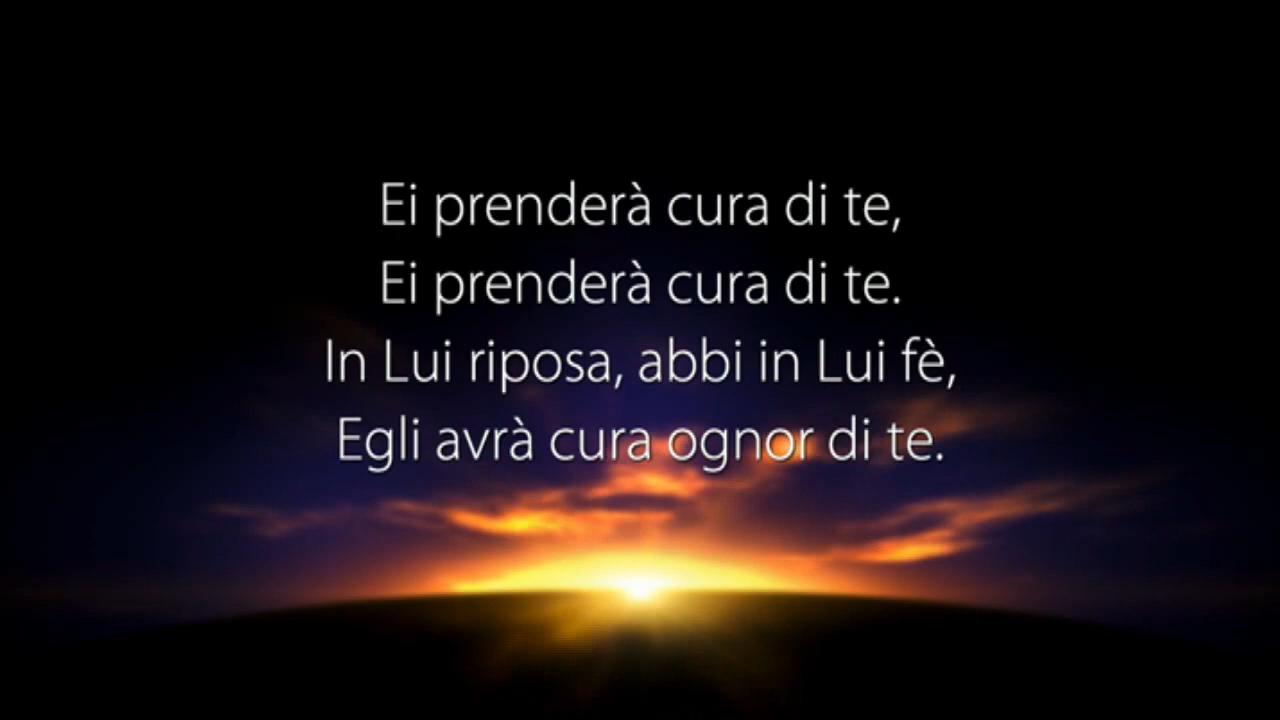 Ei prenderà cura di te,
Ei prenderà cura di te.
In Lui riposa, abbi in Lui fè,
Egli avrà cura ognor di te.